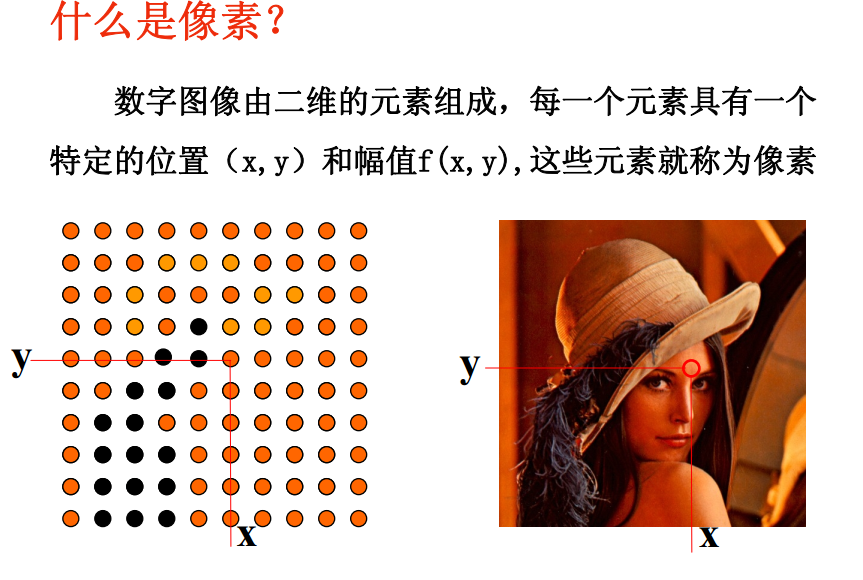 什么是像素？
数字图像由二维的元素组成，每一个元素具有一个
特定的位置（x,y）和幅值f(x,y),这些元素就称为像素
y
x
y
x